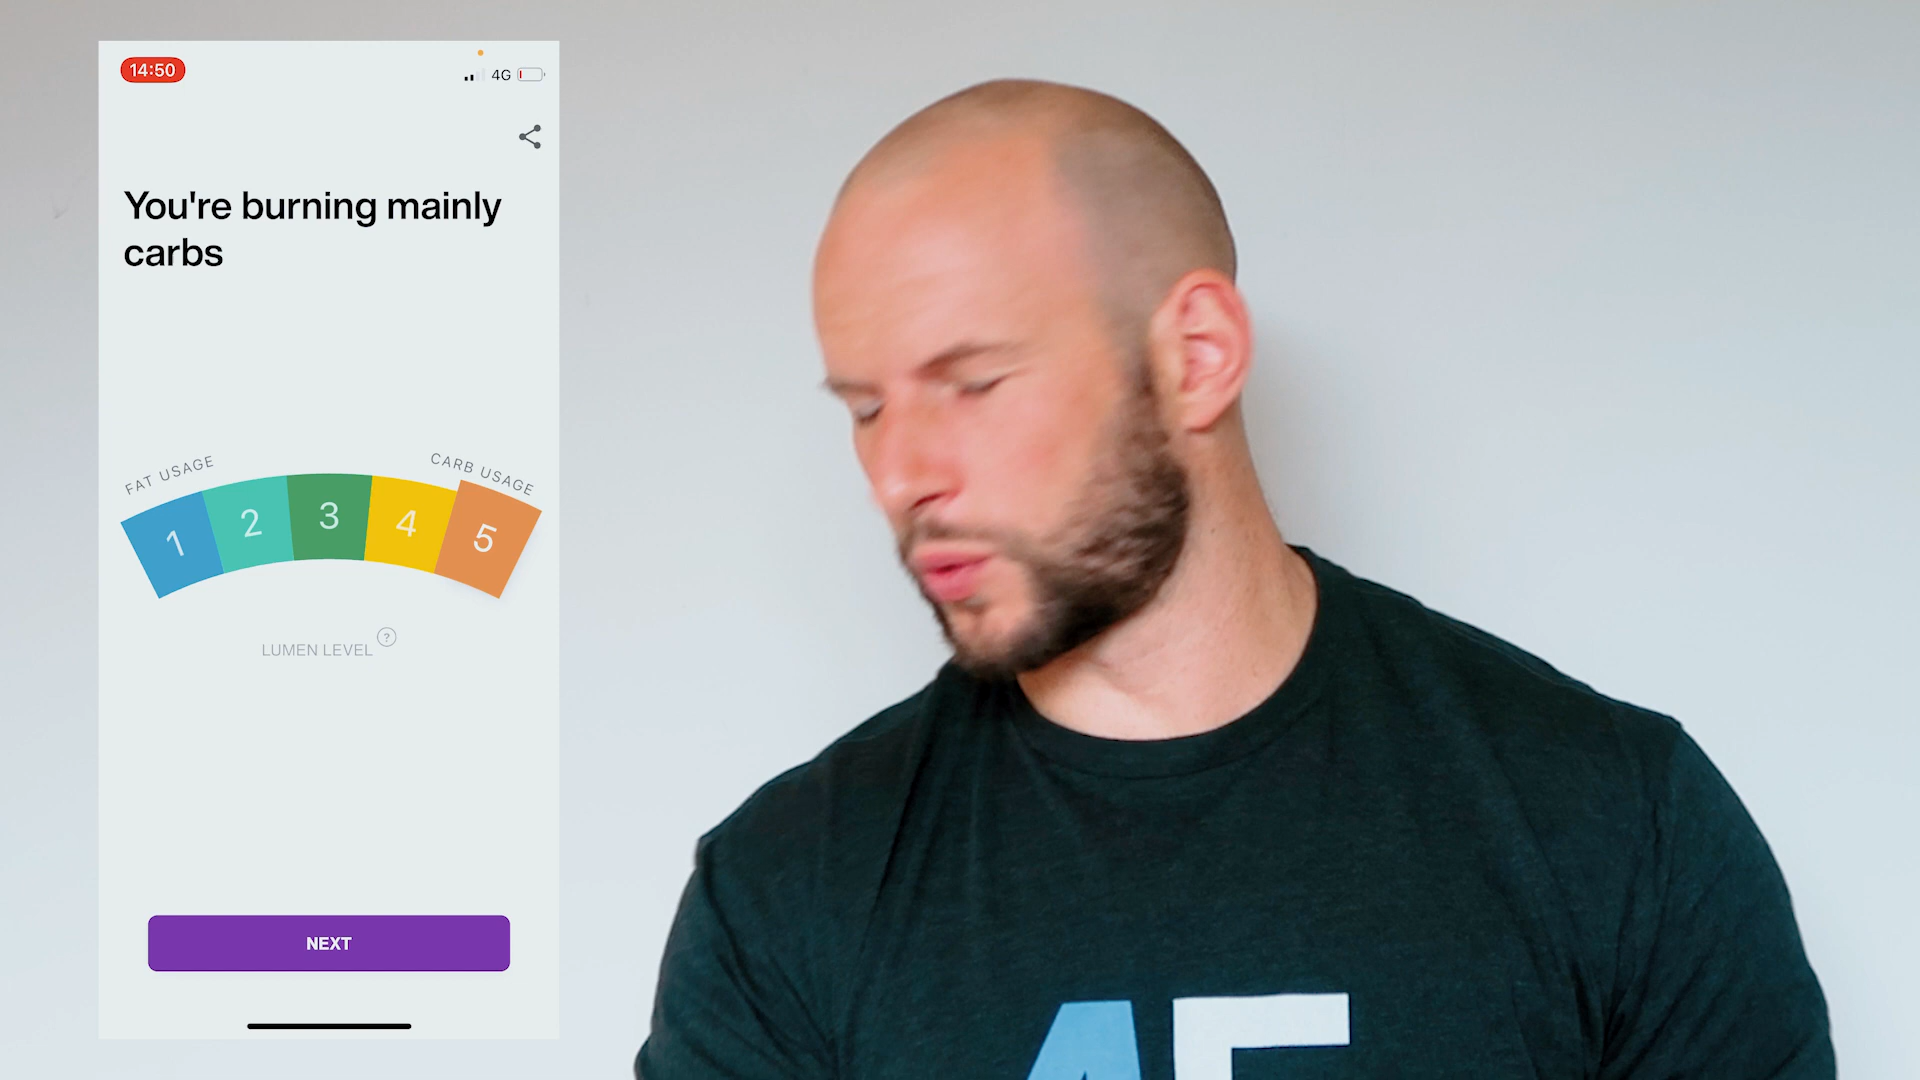 14:50
4G
You're burning mainly
carbs
FAT USAGE
CARB USAGE
1 2 3 4 5
LUMEN LEVEL ?
NEXT